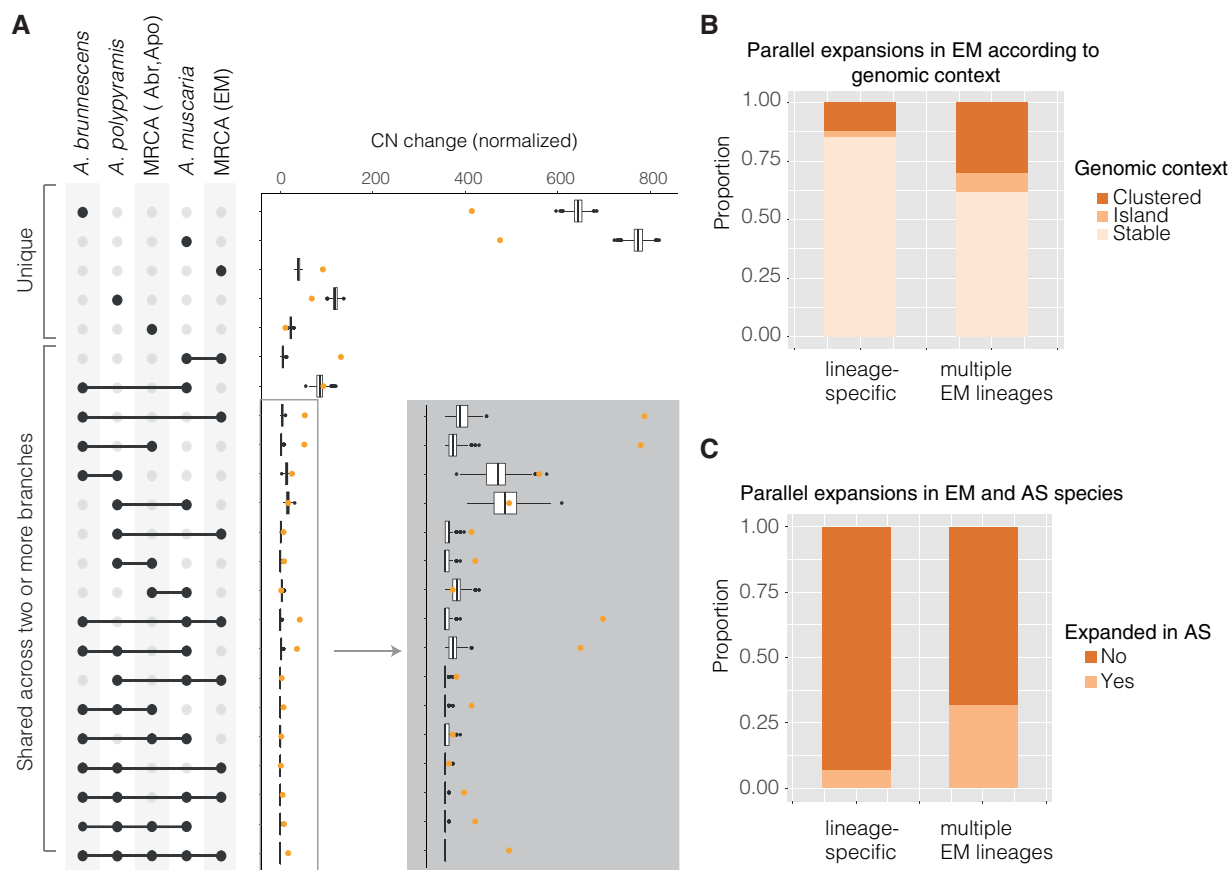 A
A. brunnescens
A. polypyramis
MRCA ( Abr,Apo)
A. muscaria
MRCA (EM)
CN change (normalized)
0
200
400
600
800
Unique
Shared across two or more branches
B
Parallel expansions in EM according to
genomic context
Proportion
1.00
0.75
0.50
0.25
0.00
lineage-
specific
multiple
EM lineages
Genomic context
Clustered
Island
Stable
C
Parallel expansions in EM and AS species
Proportion
1.00
0.75
0.50
0.25
0.00
lineage-
specific
multiple
EM lineages
Expanded in AS
No
Yes